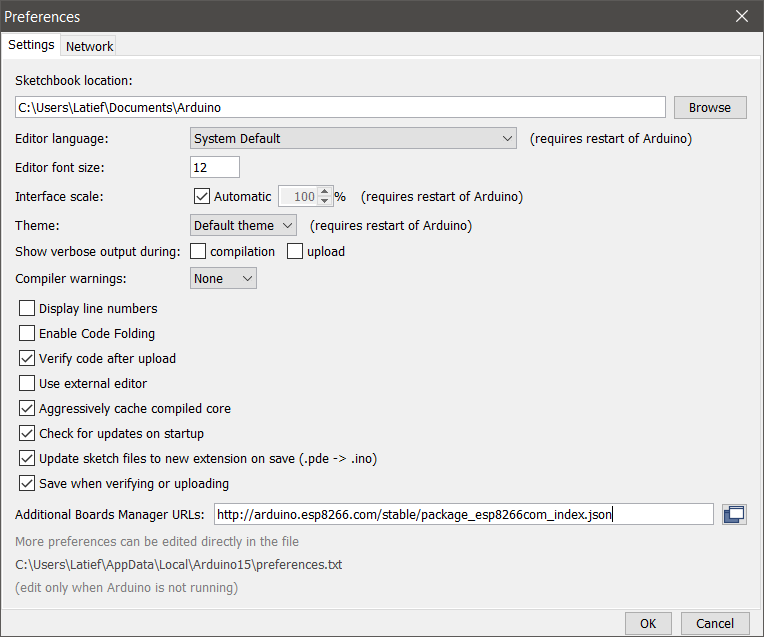 Preferences
Settings Network
Sketchbook location:
C:\Users\Latief\Documents\Arduino Browse
Editor language: System Default (requires restart of Arduino)
Editor font size: 12
Interface scale: Automatic 100 % (requires restart of Arduino)
Theme: Default theme (requires restart of Arduino)
Show verbose output during: compilation upload
Compiler warnings: None
Display line numbers
Enable Code Folding
Verify code after upload
Use external editor
Aggressively cache compiled core
Check for updates on startup
Update sketch files to new extension on save (.pde -> .ino)
Save when verifying or uploading
Additional Boards Manager URLs: http://arduino.esp8266.com/stable/package_esp8266com_index.json
More preferences can be edited directly in the file
C:\Users\Latief\AppData\Local\Arduino15\preferences.txt
(edit only when Arduino is not running)
OK Cancel